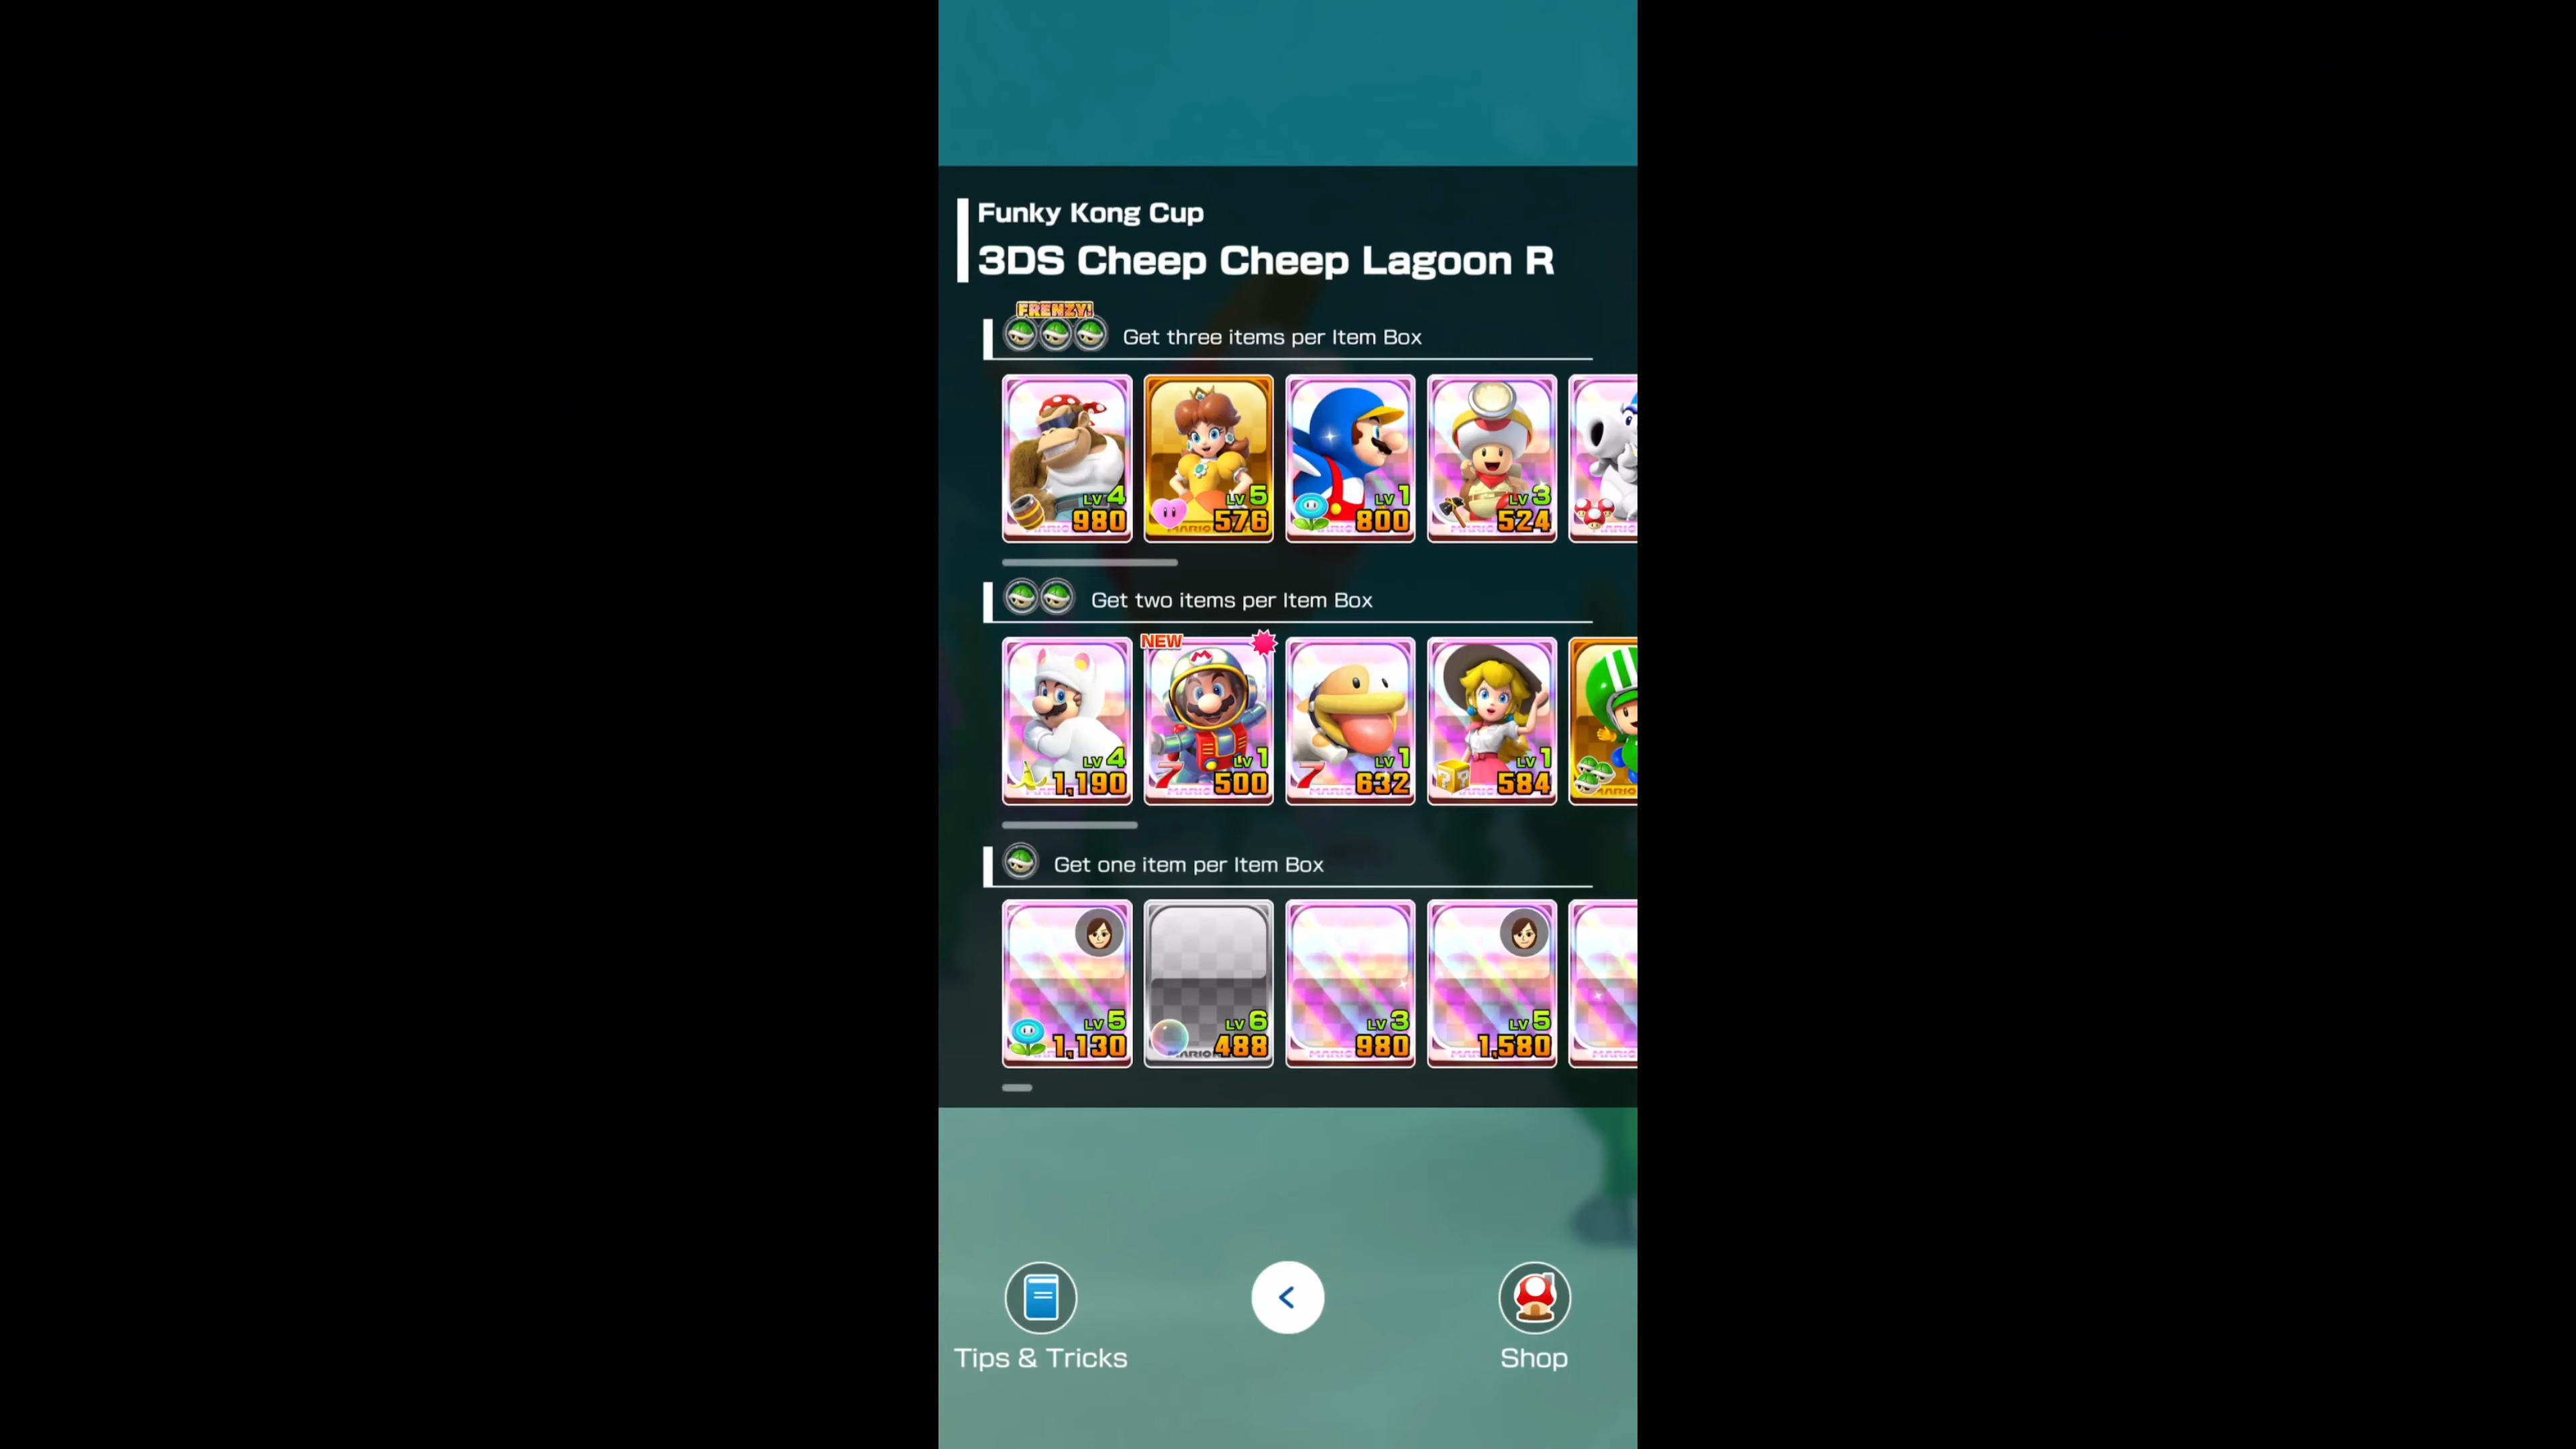 Funky Kong Cup
3DS Cheep Cheep Lagoon R
FRENZY!
Get three items per Item Box
LV 4 LV 5 LV 1 LV 3
980 576 800 524
Get two items per Item Box
NEW
LV 4 LV 1 LV 1 LV 1
1,190 500 632 584
Get one item per Item Box
LV 5 LV 6 LV 3 LV 5
1,130 488 980 1,580
Tips & Tricks
Shop